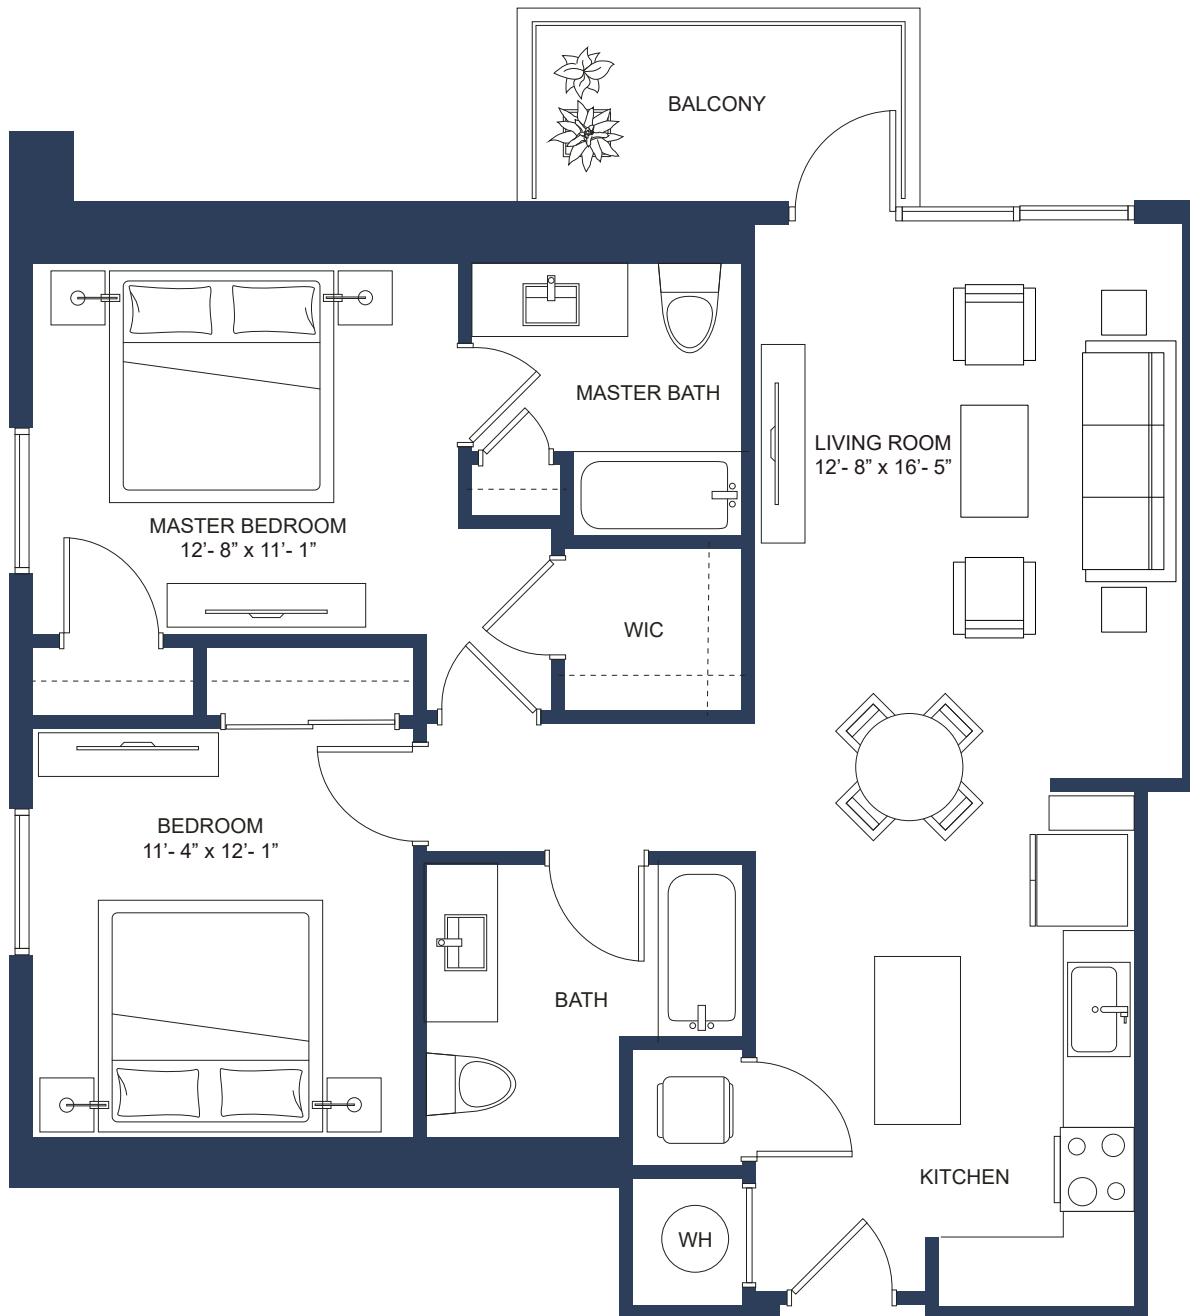 BALCONY
MASTER BATH
LIVING ROOM
12’- 8” x 16’- 5”
MASTER BEDROOM
12’- 8” x 11’- 1”
WIC
BEDROOM
11’- 4” x 12’- 1”
BATH
KITCHEN
WH